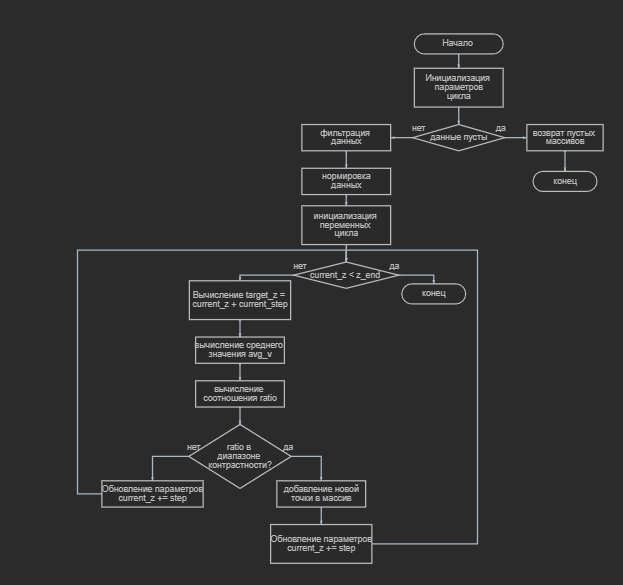 Начало
Инициализация
параметров
цикла
нет
данные пусты
да
фильтрация
данных
возврат пустых
массивов
нормировка
данных
конец
инициализация
переменных
цикла
нет
current_z < z_end
да
Вычисление target_z =
current_z + current_step
конец
вычисление среднего
значения avg_v
вычисление
соотношения ratio
нет
ratio в
диапазоне
контрастности?
да
Обновление параметров
current_z += step
добавление новой
точки в массив
Обновление параметров
current_z += step